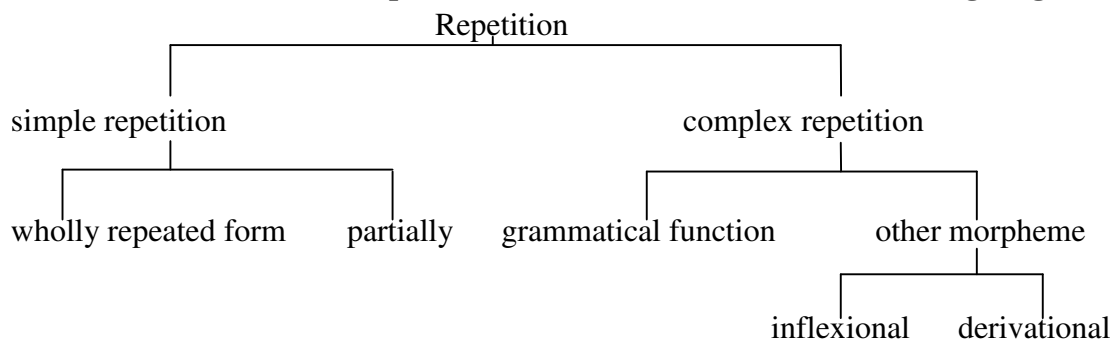 Repetition
simple repetition complex repetition
wholly repeated form partially grammatical function other morpheme
inflexional derivational